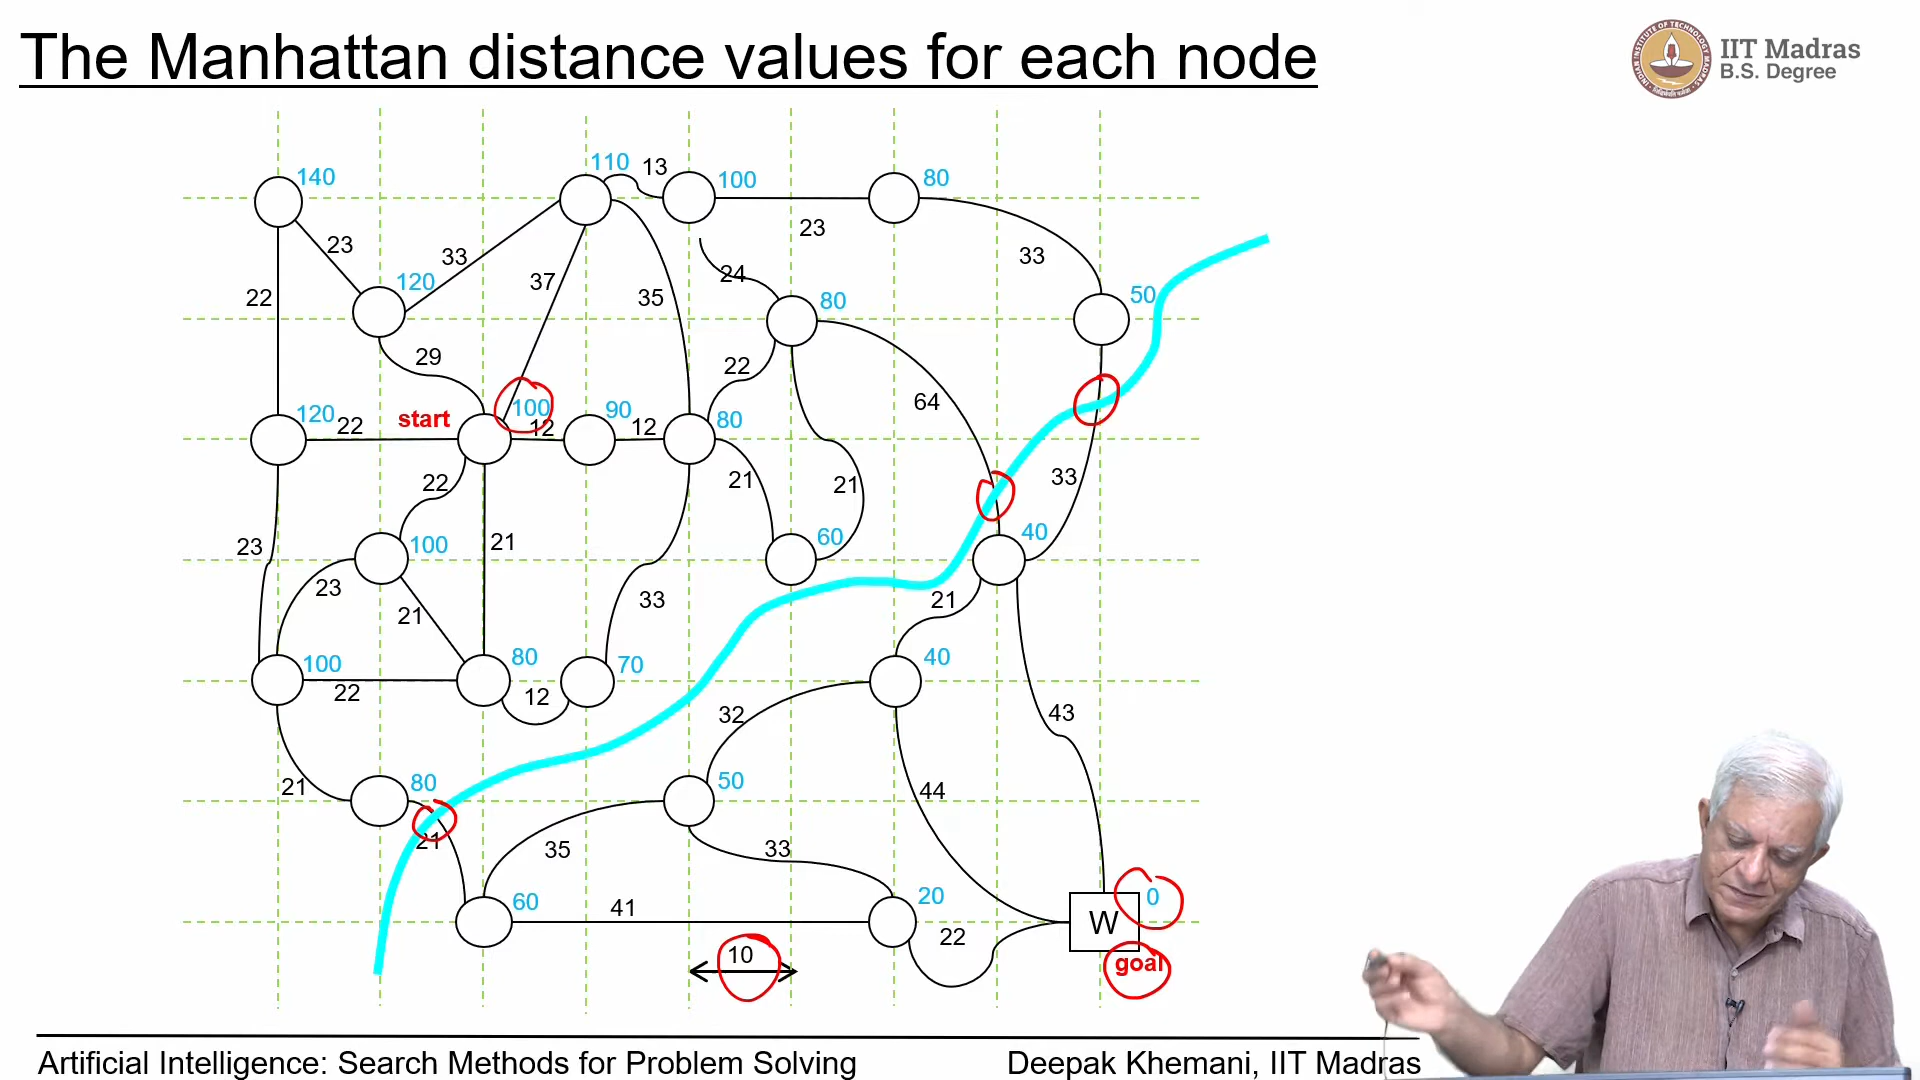 The Manhattan distance values for each node
IIT Madras
B.S. Degree
110 13
140 100 80
23
23 33
33
120 37
24
22 35 50
80
29
22
64
120 22 start 100 90 80
12 12
22 21 21 33
23 100 21 60 40
23 21
21 33
100 80 70 40
22 12
32 43
21 80 50
44
21 35 33
60 41 20 0
W
22
10 goal
Artificial Intelligence: Search Methods for Problem Solving Deepak Khemani, IIT Madras